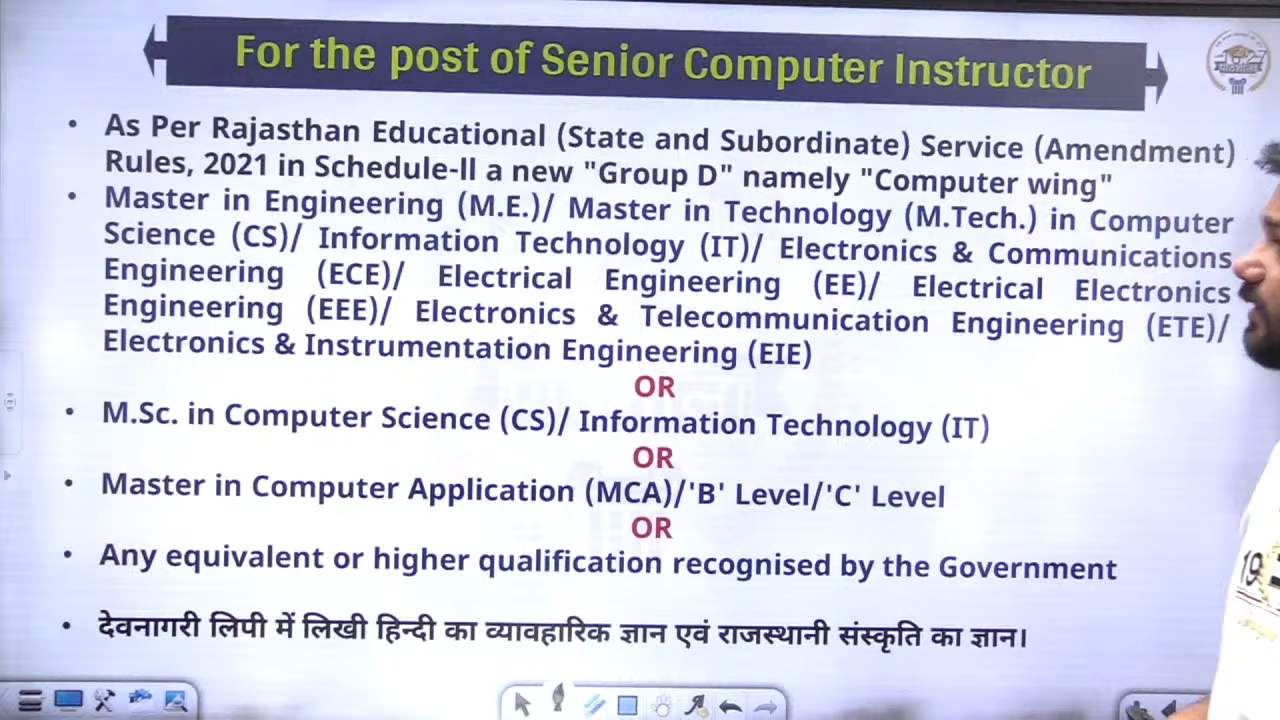 For the post of Senior Computer Instructor
• As Per Rajasthan Educational (State and Subordinate) Service (Amendment)
Rules, 2021 in Schedule-II a new "Group D" namely "Computer wing"
• Master in Engineering (M.E.)/ Master in Technology (M.Tech.) in Computer
Science (CS)/ Information Technology (IT)/ Electronics & Communications
Engineering (ECE)/ Electrical Engineering (EE)/ Electrical Electronics
Engineering (EEE)/ Electronics & Telecommunication Engineering (ETE)/
Electronics & Instrumentation Engineering (EIE)
OR
• M.Sc. in Computer Science (CS)/ Information Technology (IT)
OR
• Master in Computer Application (MCA)/'B' Level/'C' Level
OR
• Any equivalent or higher qualification recognised by the Government
• देवनागरी लिपी में लिखी हिन्दी का व्यावहारिक ज्ञान एवं राजस्थानी संस्कृति का ज्ञान।
19